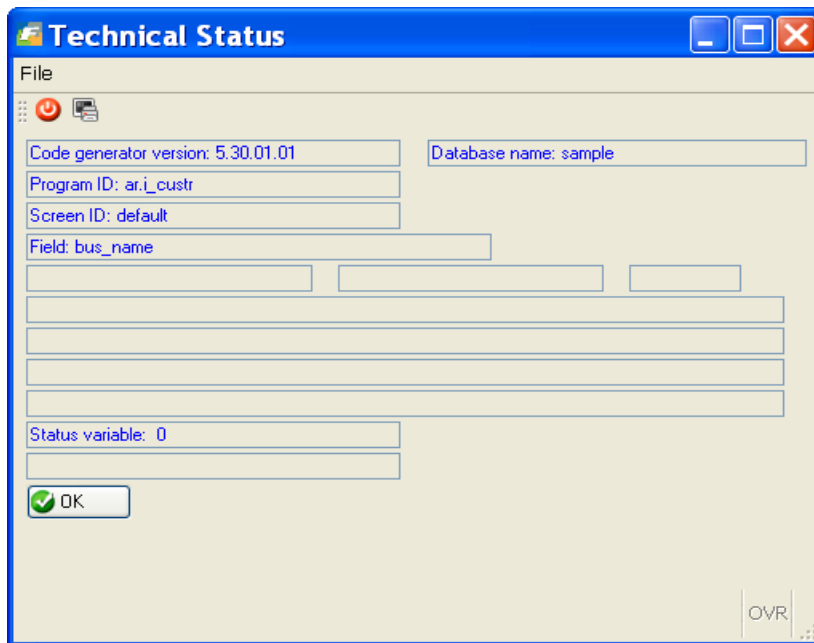 Technical Status
File
Code generator version: 5.30.01.01
Database name: sample
Program ID: ar.i_custr
Screen ID: default
Field: bus_name
Status variable:  0
OK
OVR